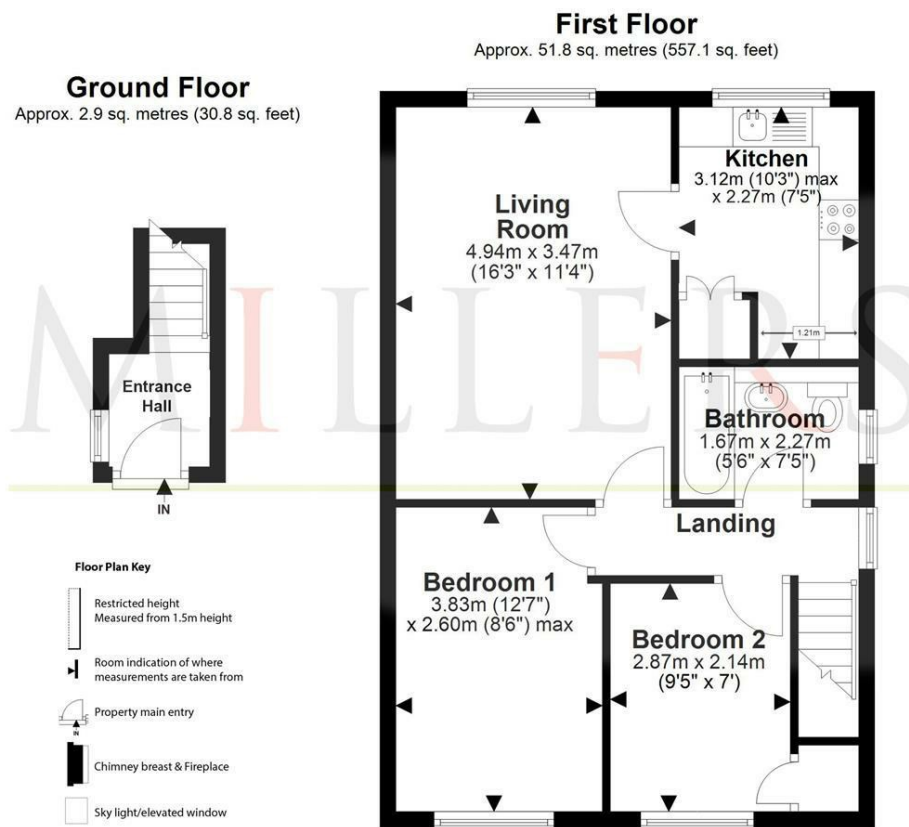 First Floor
Approx. 51.8 sq. metres (557.1 sq. feet)
Ground Floor
Approx. 2.9 sq. metres (30.8 sq. feet)
Kitchen
3.12m (10'3") max
x 2.27m (7'5")
Living
Room
4.94m x 3.47m
(16'3" x 11'4")
MILLERS
1.21m
Entrance
Hall
Bathroom
1.67m x 2.27m
(5'6" x 7'5")
IN
Landing
Floor Plan Key
Restricted height
Measured from 1.5m height
Room indication of where
measurements are taken from
IN
Property main entry
Chimney breast & Fireplace
Sky light/elevated window
Bedroom 1
3.83m (12'7")
x 2.60m (8'6") max
Bedroom 2
2.87m x 2.14m
(9'5" x 7')